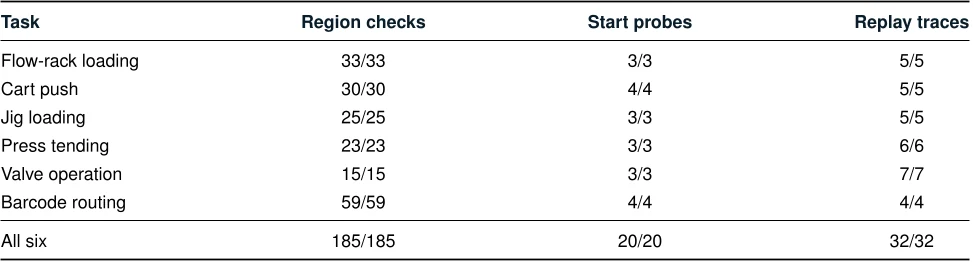 Task Region checks Start probes Replay traces
Flow-rack loading 33/33 3/3 5/5
Cart push 30/30 4/4 5/5
Jig loading 25/25 3/3 5/5
Press tending 23/23 3/3 6/6
Valve operation 15/15 3/3 7/7
Barcode routing 59/59 4/4 4/4
All six 185/185 20/20 32/32